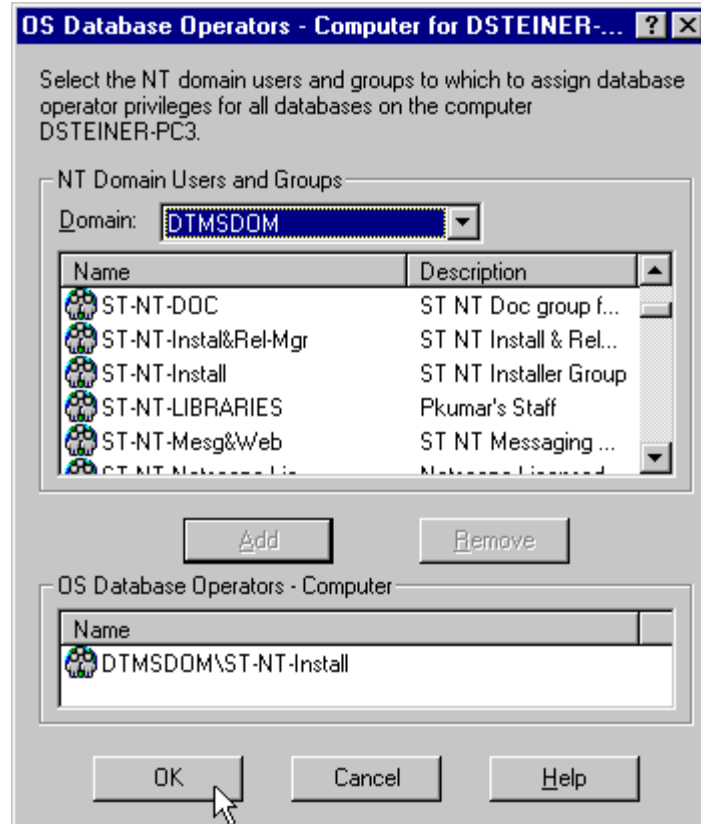 OS Database Operators - Computer for DSTEINER-...
Select the NT domain users and groups to which to assign database
operator privileges for all databases on the computer
DSTEINER-PC3.
NT Domain Users and Groups
Domain: DTMSDOM
Name Description
ST-NT-DOC ST NT Doc group f...
ST-NT-Instal&Rel-Mgr ST NT Install & Rel...
ST-NT-Install ST NT Installer Group
ST-NT-LIBRARIES Pkumar's Staff
ST-NT-Mesg&Web ST NT Messaging ...
Add Remove
OS Database Operators - Computer
Name
DTMSDOM\ST-NT-Install
OK Cancel Help